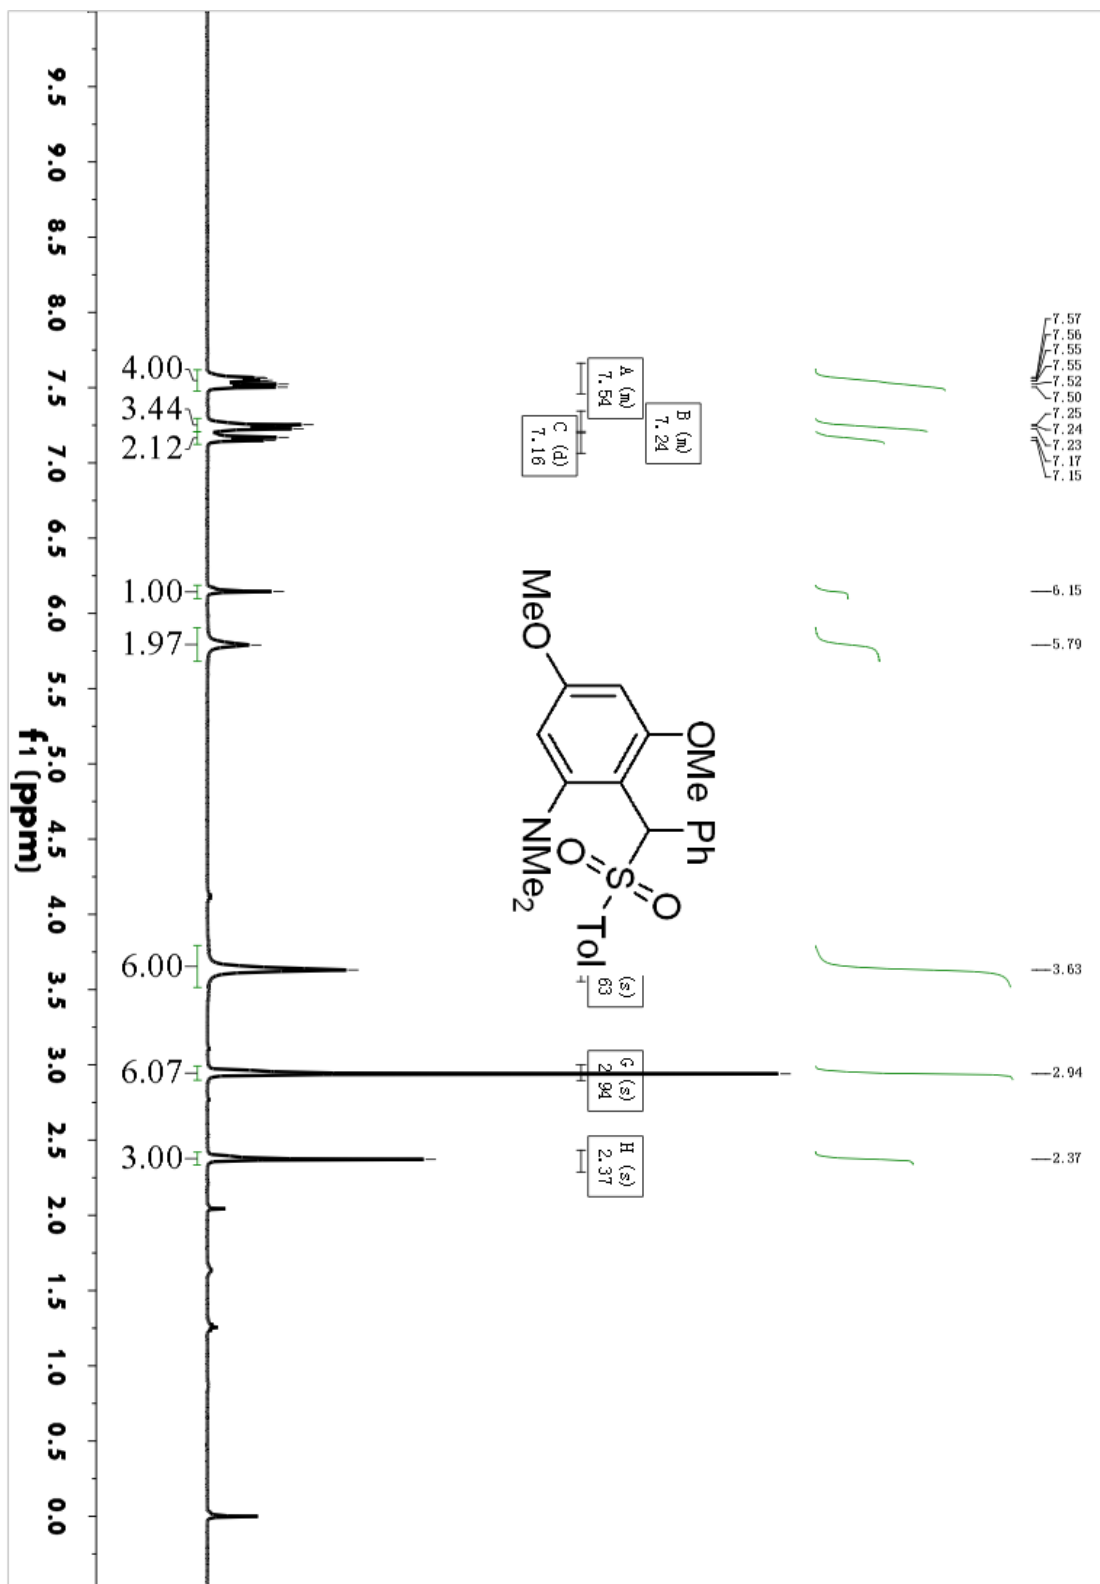 7.57
7.56
7.55
7.55
7.52
7.50
7.25
7.24
7.23
7.17
7.15
6.15
5.79
3.63
2.94
2.37
B (m)
7.24
A (m)
7.54
C (d)
7.16
(s)
63
G (s)
2.94
H (s)
2.37
OMe Ph
MeO
NMe2
O
S
O
Tol
4.00
3.44
2.12
1.00
1.97
6.00
6.07
3.00
9.5 9.0 8.5 8.0 7.5 7.0 6.5 6.0 5.5 5.0 4.5 4.0 3.5 3.0 2.5 2.0 1.5 1.0 0.5 0.0
f1 (ppm)